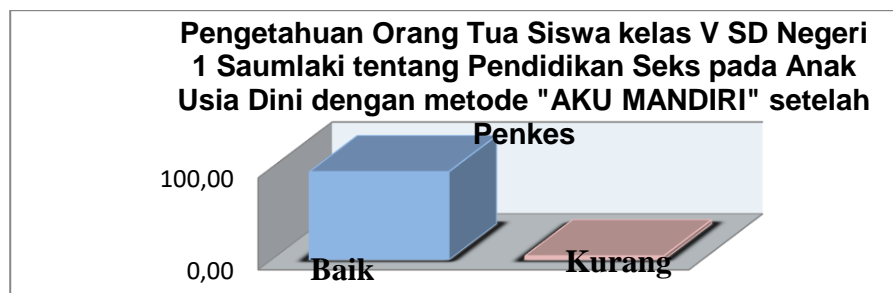 Pengetahuan Orang Tua Siswa kelas V SD Negeri
1 Saumlaki tentang Pendidikan Seks pada Anak
Usia Dini dengan metode "AKU MANDIRI" setelah
Penkes
100,00
0,00
Baik
Kurang